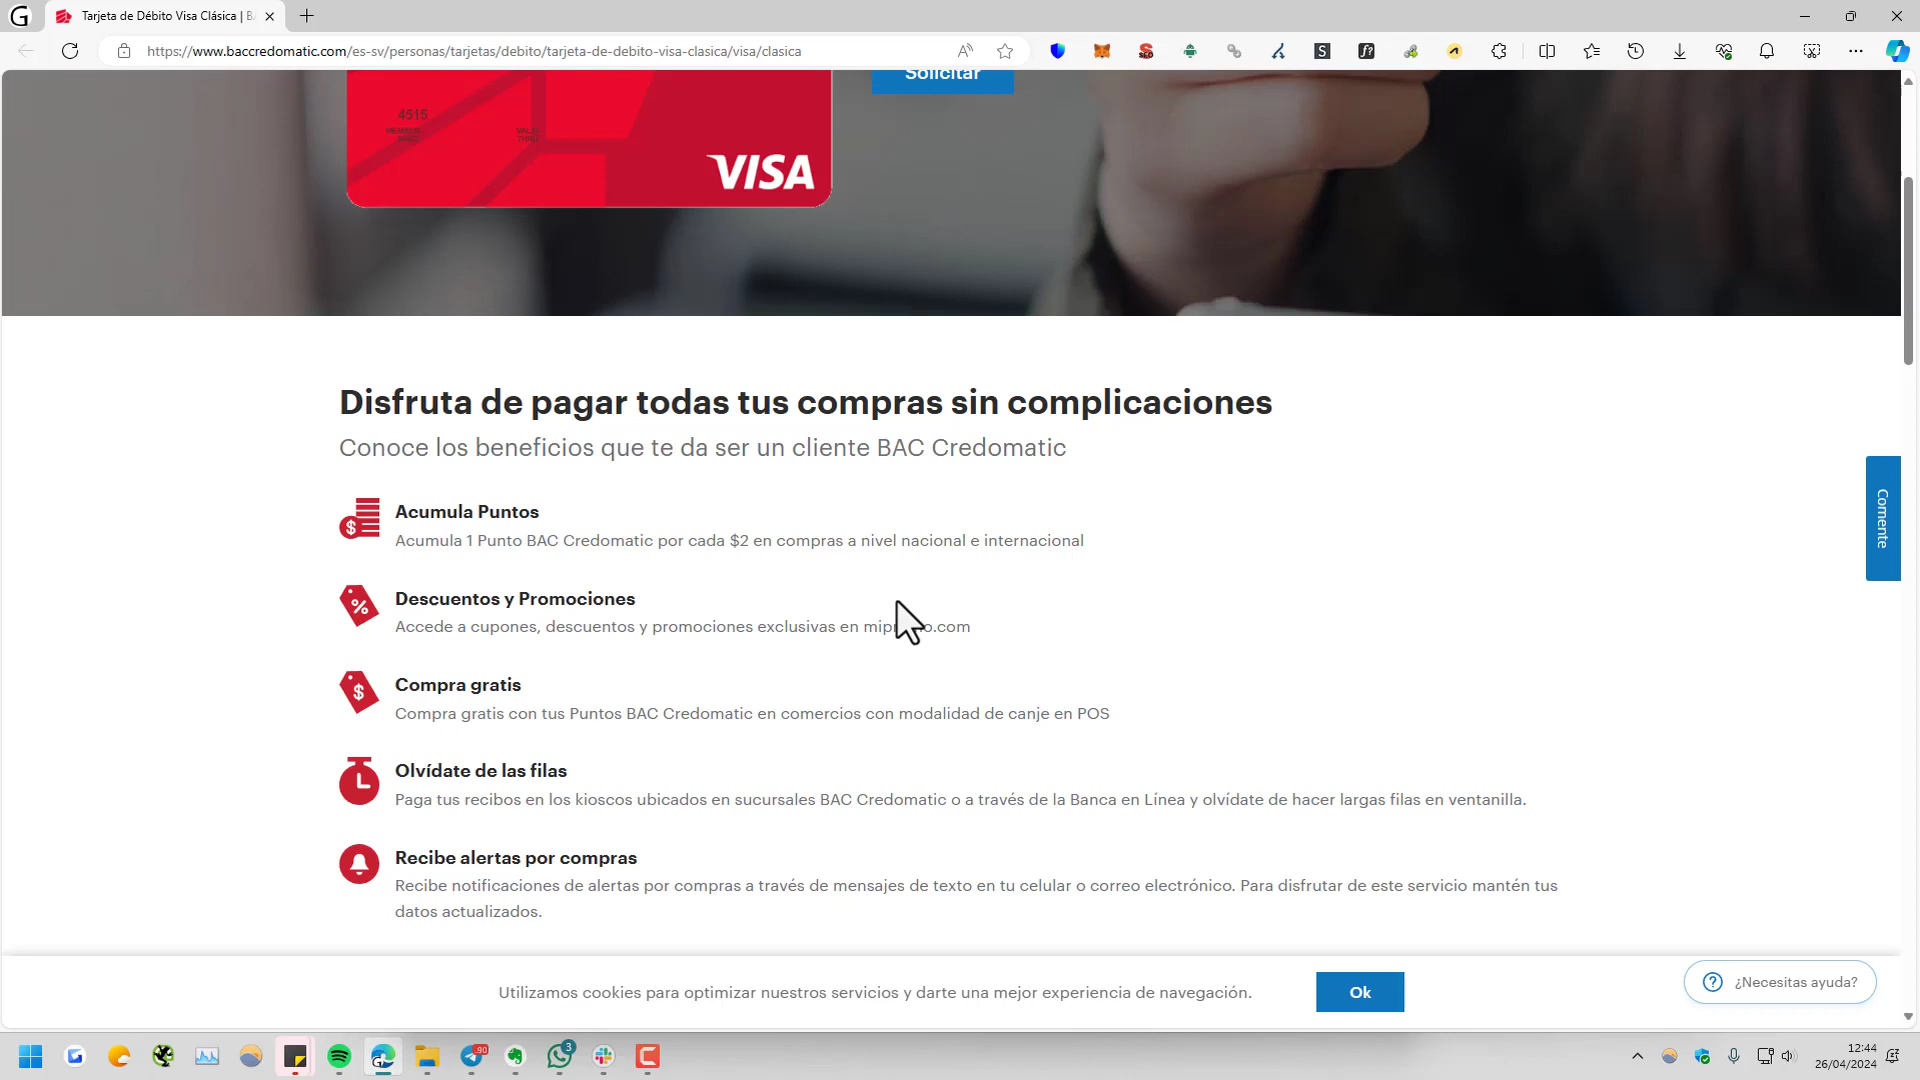 Tarjeta de Débito Visa Clásica | B
https://www.baccredomatic.com/es-sv/personas/tarjetas/debito/tarjeta-de-debito-visa-clasica/visa/clasica
Solicitar
4515
MEMBER
SINCE
VALID
THRU
VISA
Disfruta de pagar todas tus compras sin complicaciones
Conoce los beneficios que te da ser un cliente BAC Credomatic
Acumula Puntos
Acumula 1 Punto BAC Credomatic por cada $2 en compras a nivel nacional e internacional
Descuentos y Promociones
Accede a cupones, descuentos y promociones exclusivas en
Compra gratis
Compra gratis con tus Puntos BAC Credomatic en comercios con modalidad de canje en POS
Olvídate de las filas
Paga tus recibos en los kioscos ubicados en sucursales BAC Credomatic o a través de la Banca en Línea y olvídate de hacer largas filas en ventanilla.
Recibe alertas por compras
Recibe notificaciones de alertas por compras a través de mensajes de texto en tu celular o correo electrónico. Para disfrutar de este servicio mantén tus
datos actualizados.
Comente
Utilizamos cookies para optimizar nuestros servicios y darte una mejor experiencia de navegación.
Ok
¿Necesitas ayuda?
90
3
12:44
26/04/2024